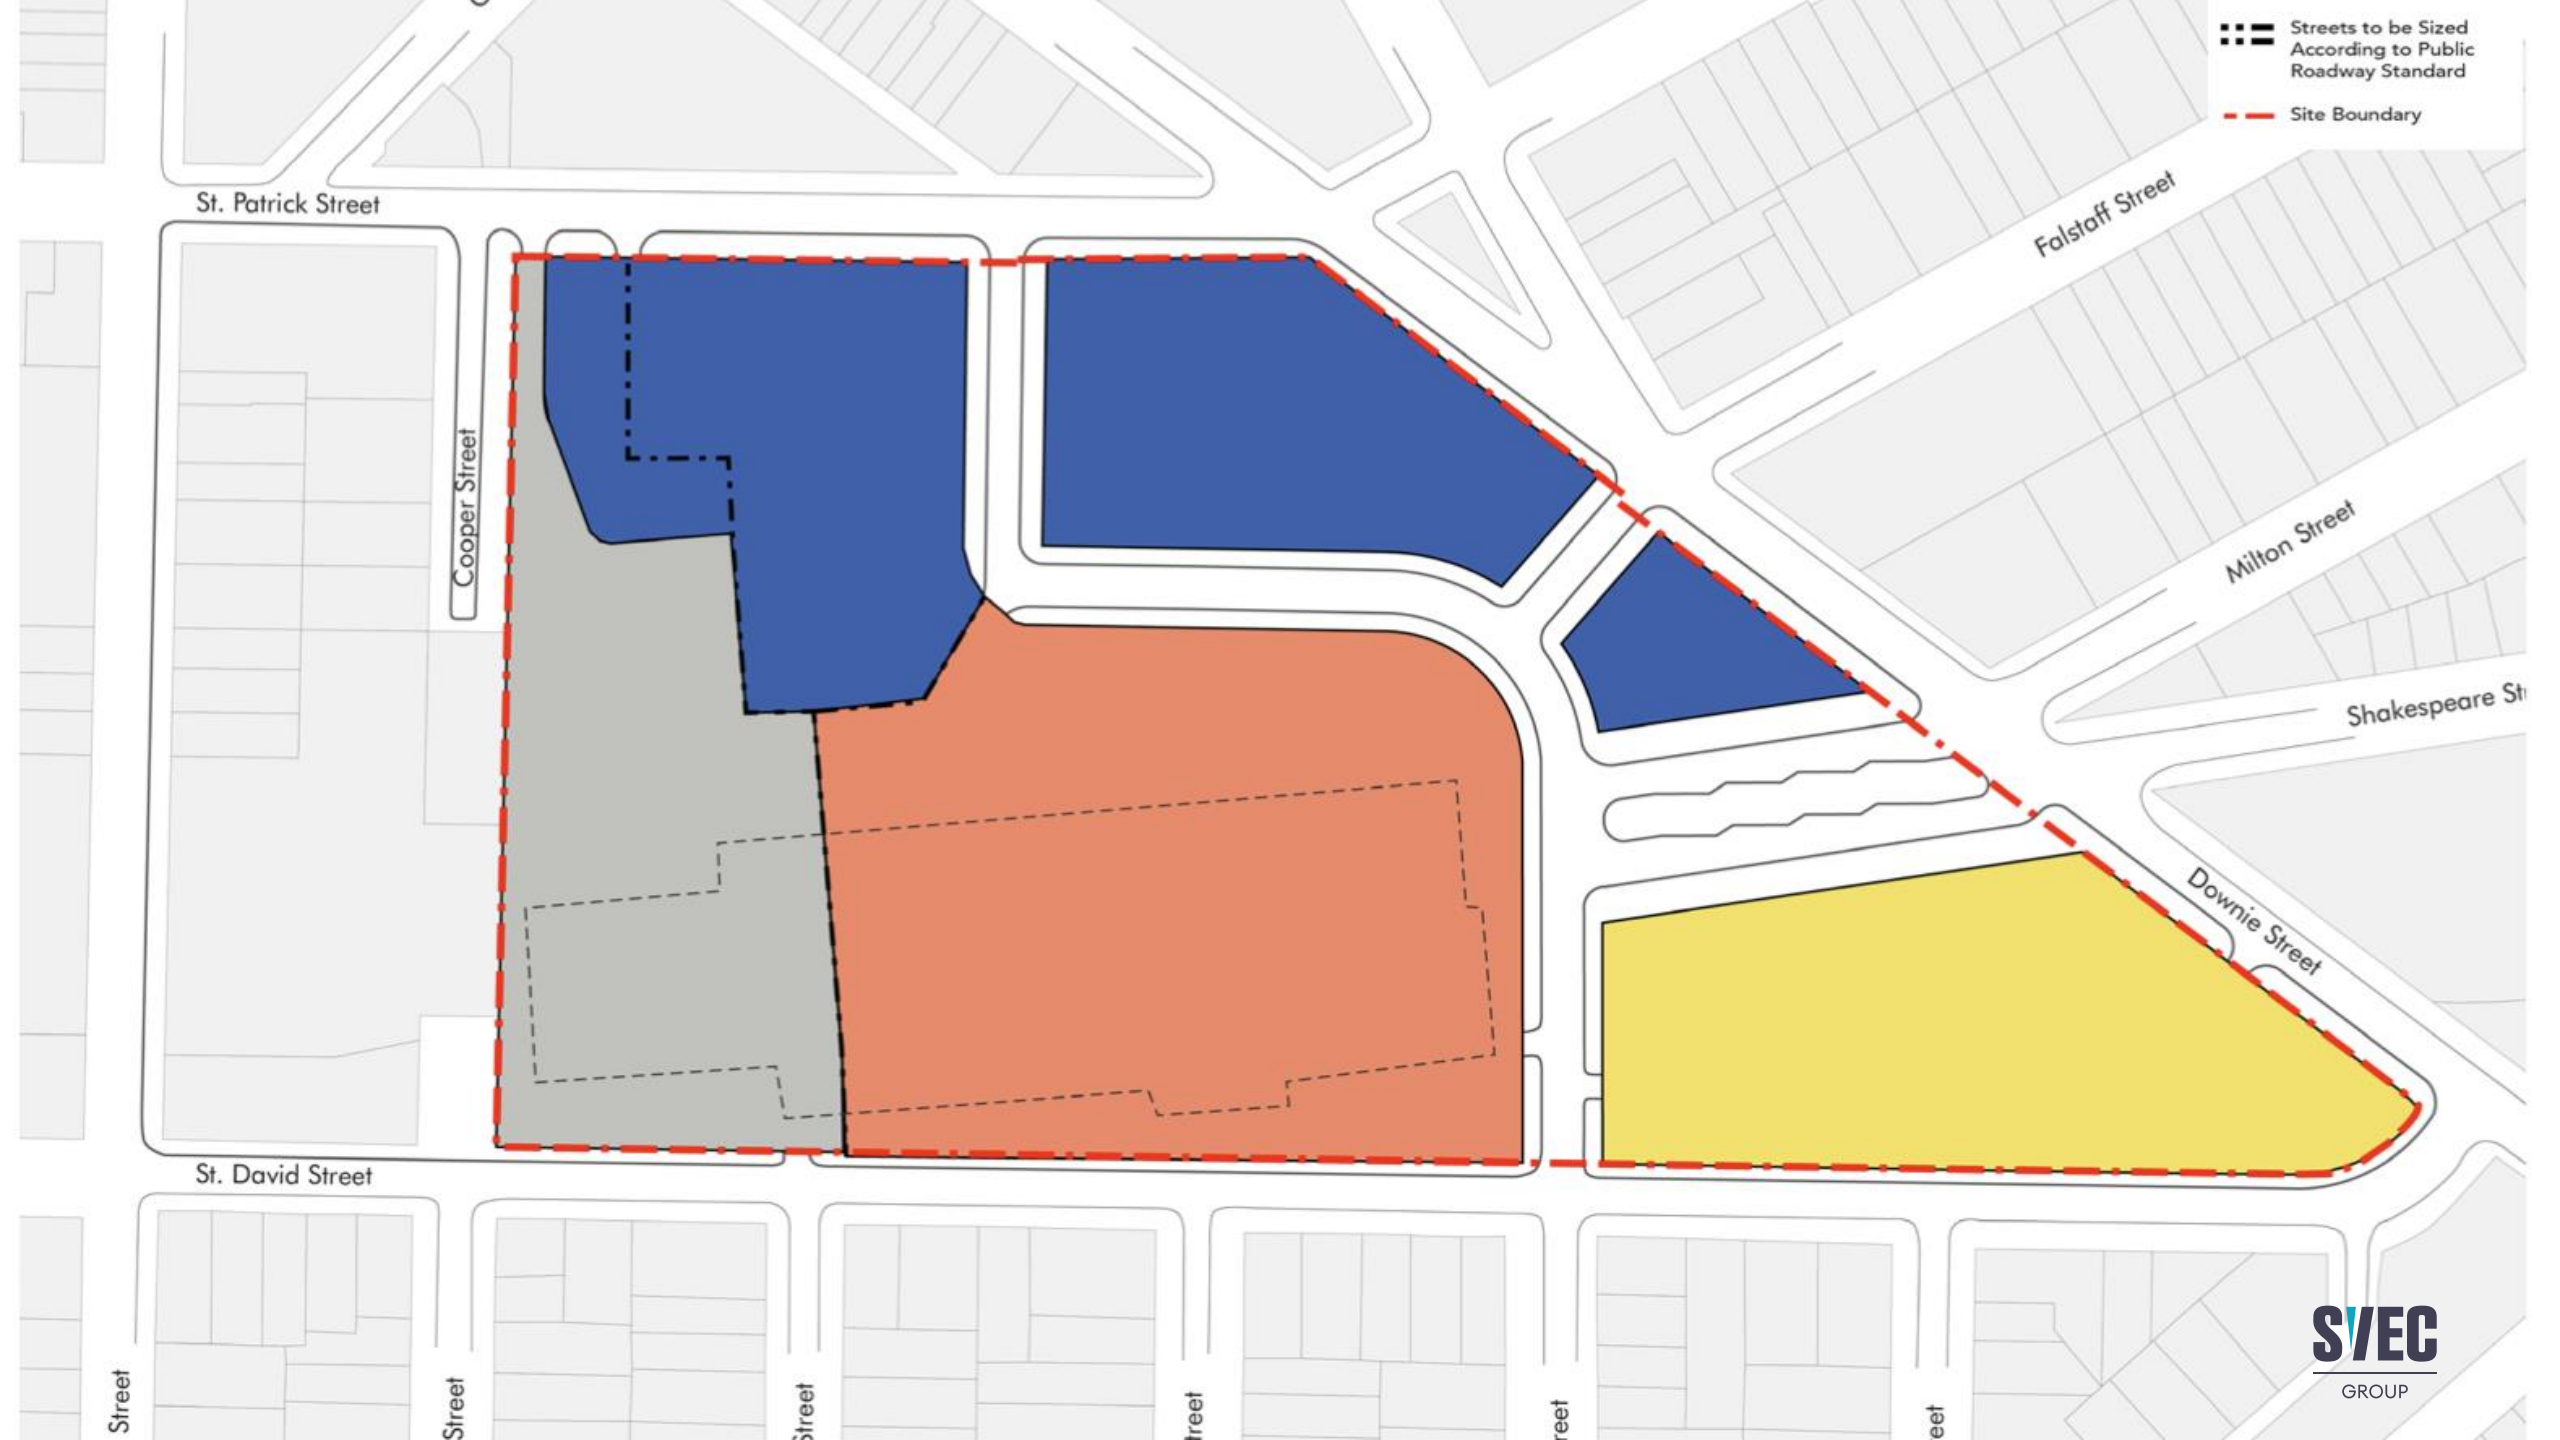 Streets to be Sized
According to Public
Roadway Standard
Site Boundary
St. Patrick Street
Falstaff Street
Cooper Street
Milton Street
Shakespeare
Downie Street
St. David Street
Street
Street
Street
SVEC
GROUP